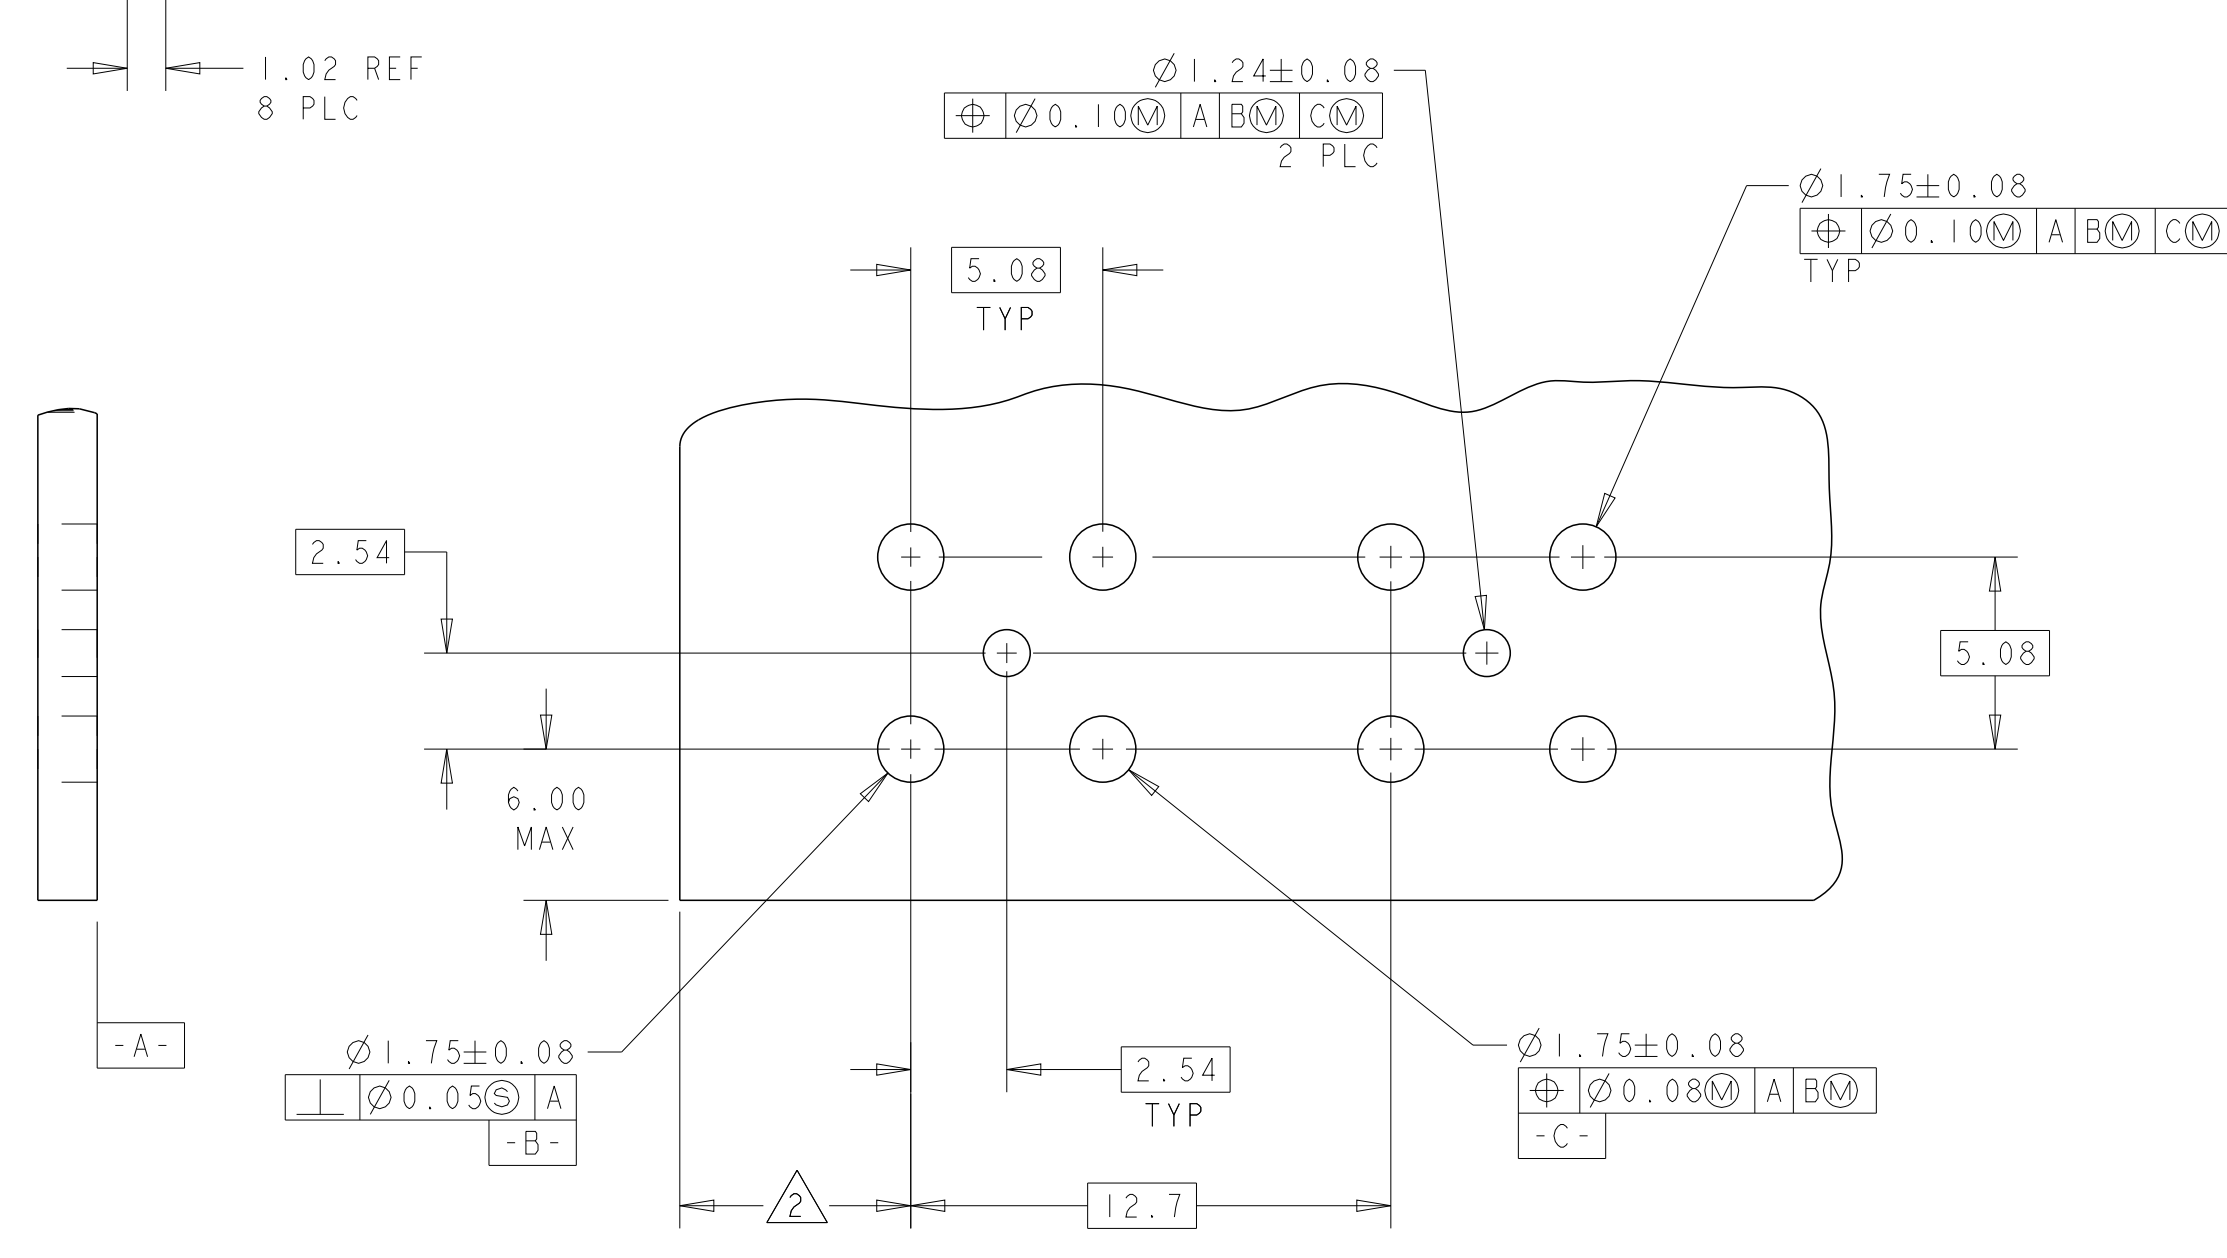 1.02 REF
8 PLC
Ø1.24±0.08
⌖ Ø0.10Ⓜ A BⓂ CⓂ
2 PLC
Ø1.75±0.08
⌖ Ø0.10Ⓜ A BⓂ CⓂ
TYP
5.08
TYP
2.54
5.08
6.00
MAX
-A-
Ø1.75±0.08
⊥ Ø0.05Ⓢ A
-B-
2.54
TYP
Ø1.75±0.08
⌖ Ø0.08Ⓜ A BⓂ
-C-
2
12.7